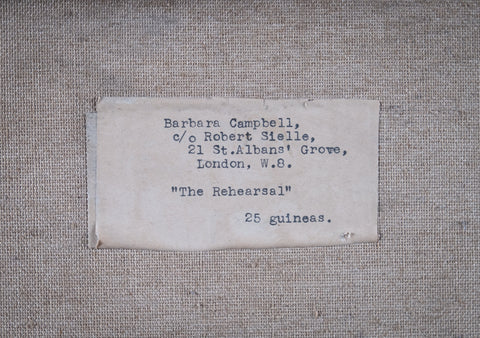 Barbara Campbell,
c/o Robert Sielle,
21 St.Albans' Grove,
London, W.8.
"The Rehearsal"
25 guineas.